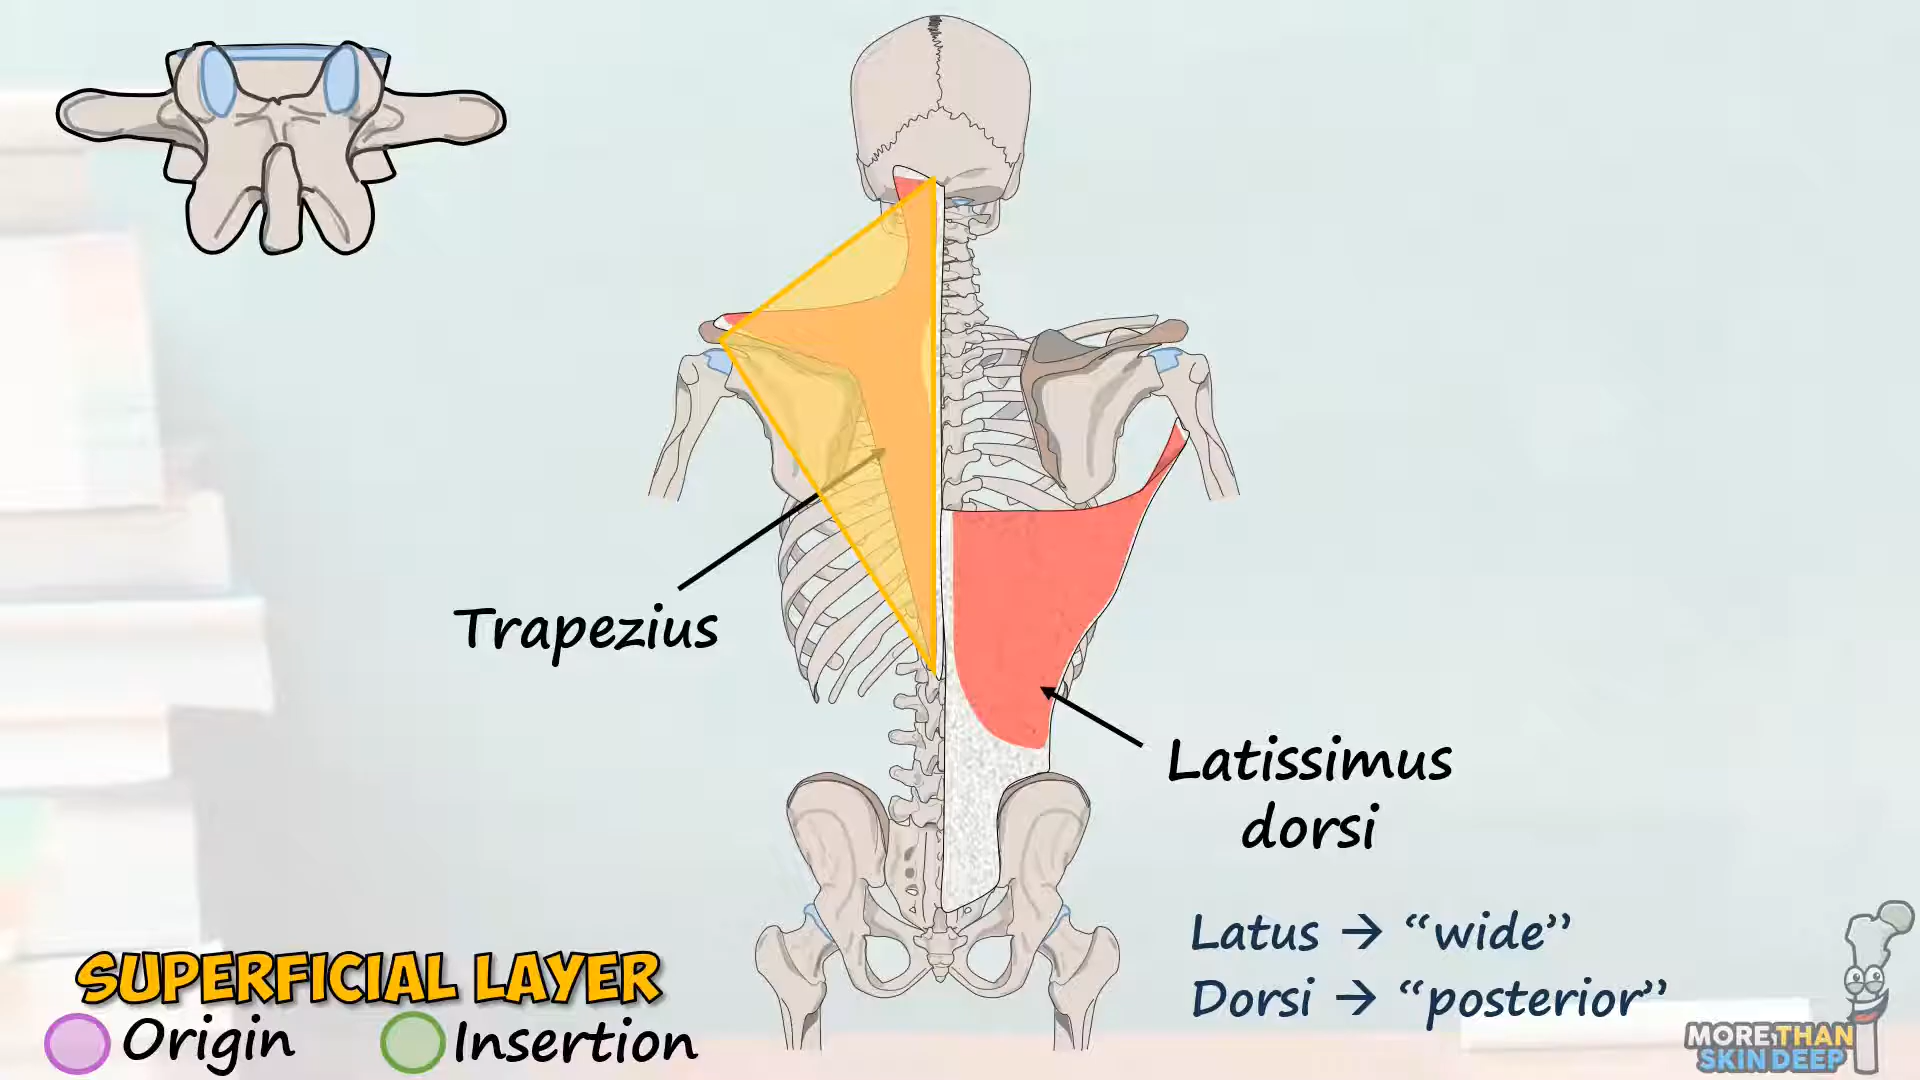 Trapezius
Latissimus
dorsi
Latus → “wide”
Dorsi → “posterior”
SUPERFICIAL LAYER
Origin
Insertion
MORE THAN
SKIN DEEP